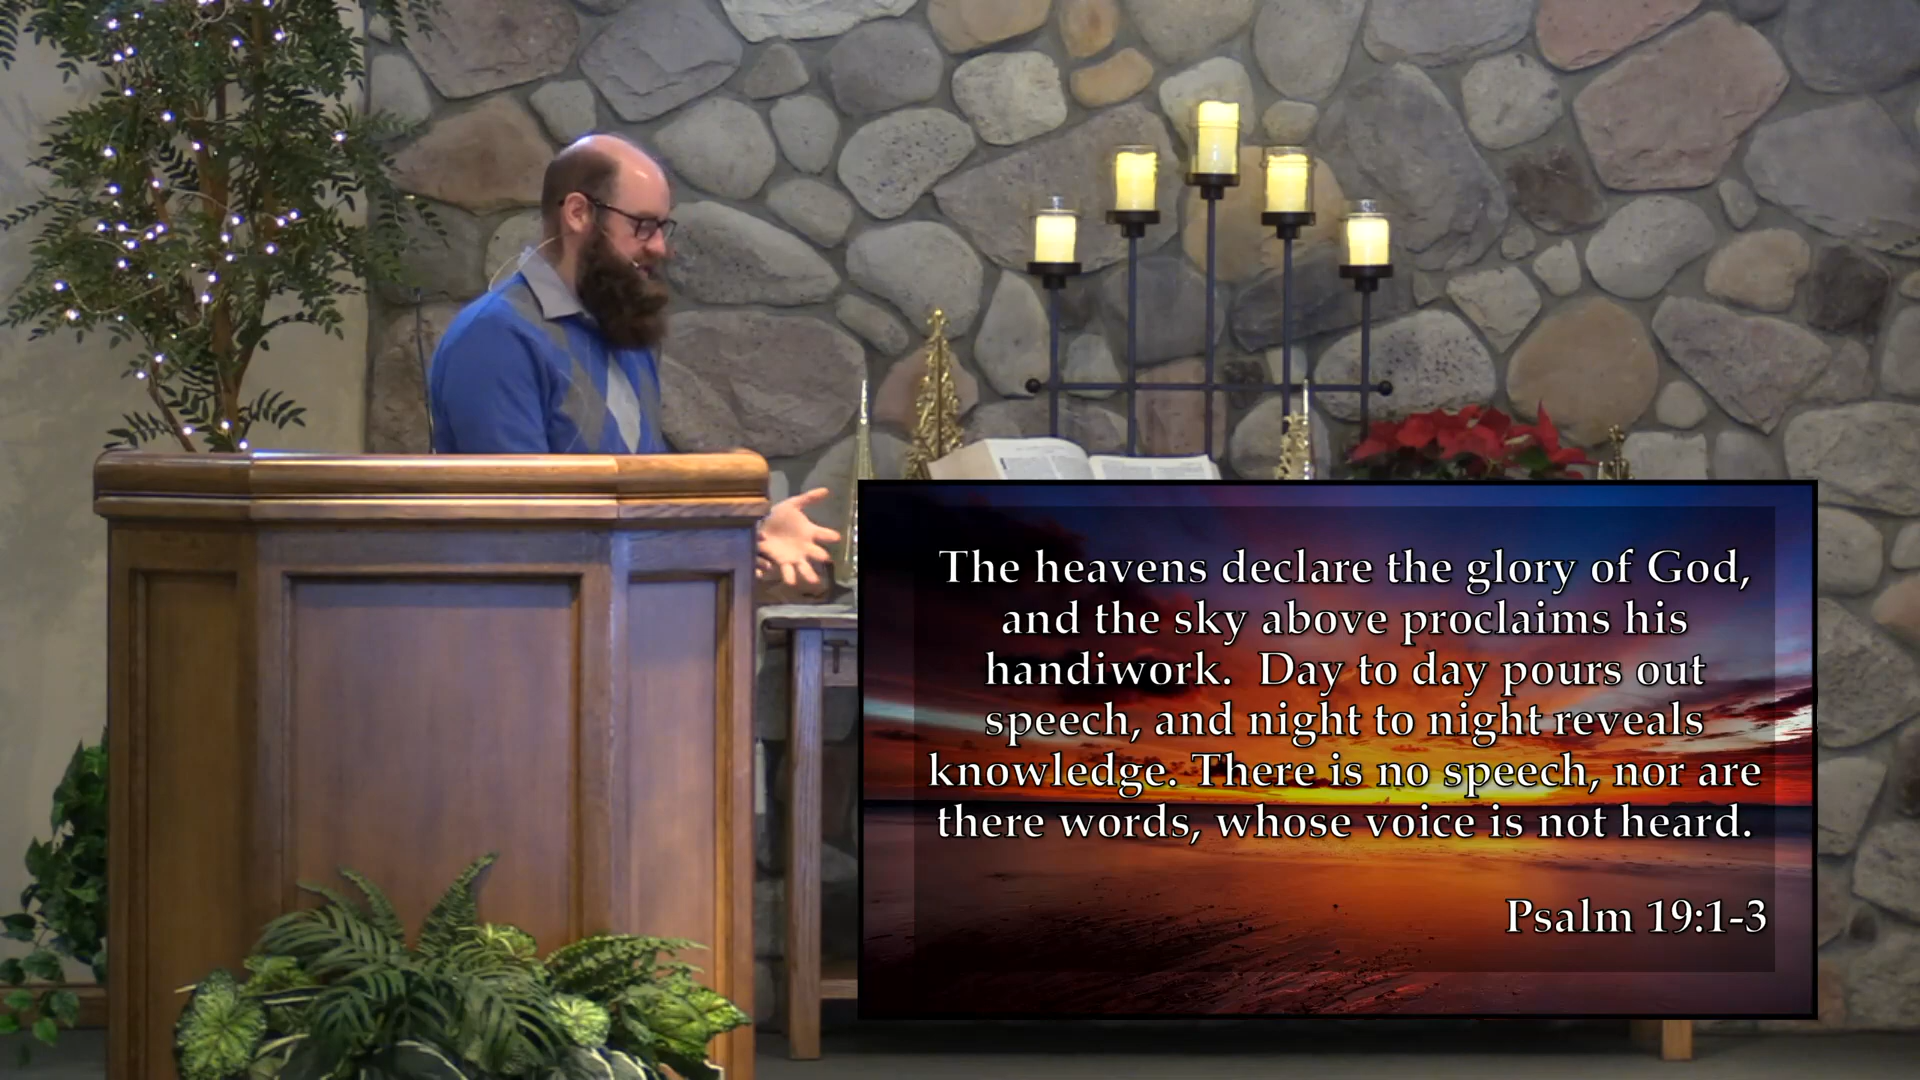 The heavens declare the glory of God,
and the sky above proclaims his
handiwork.  Day to day pours out
speech, and night to night reveals
knowledge. There is no speech, nor are
there words, whose voice is not heard.
Psalm 19:1-3